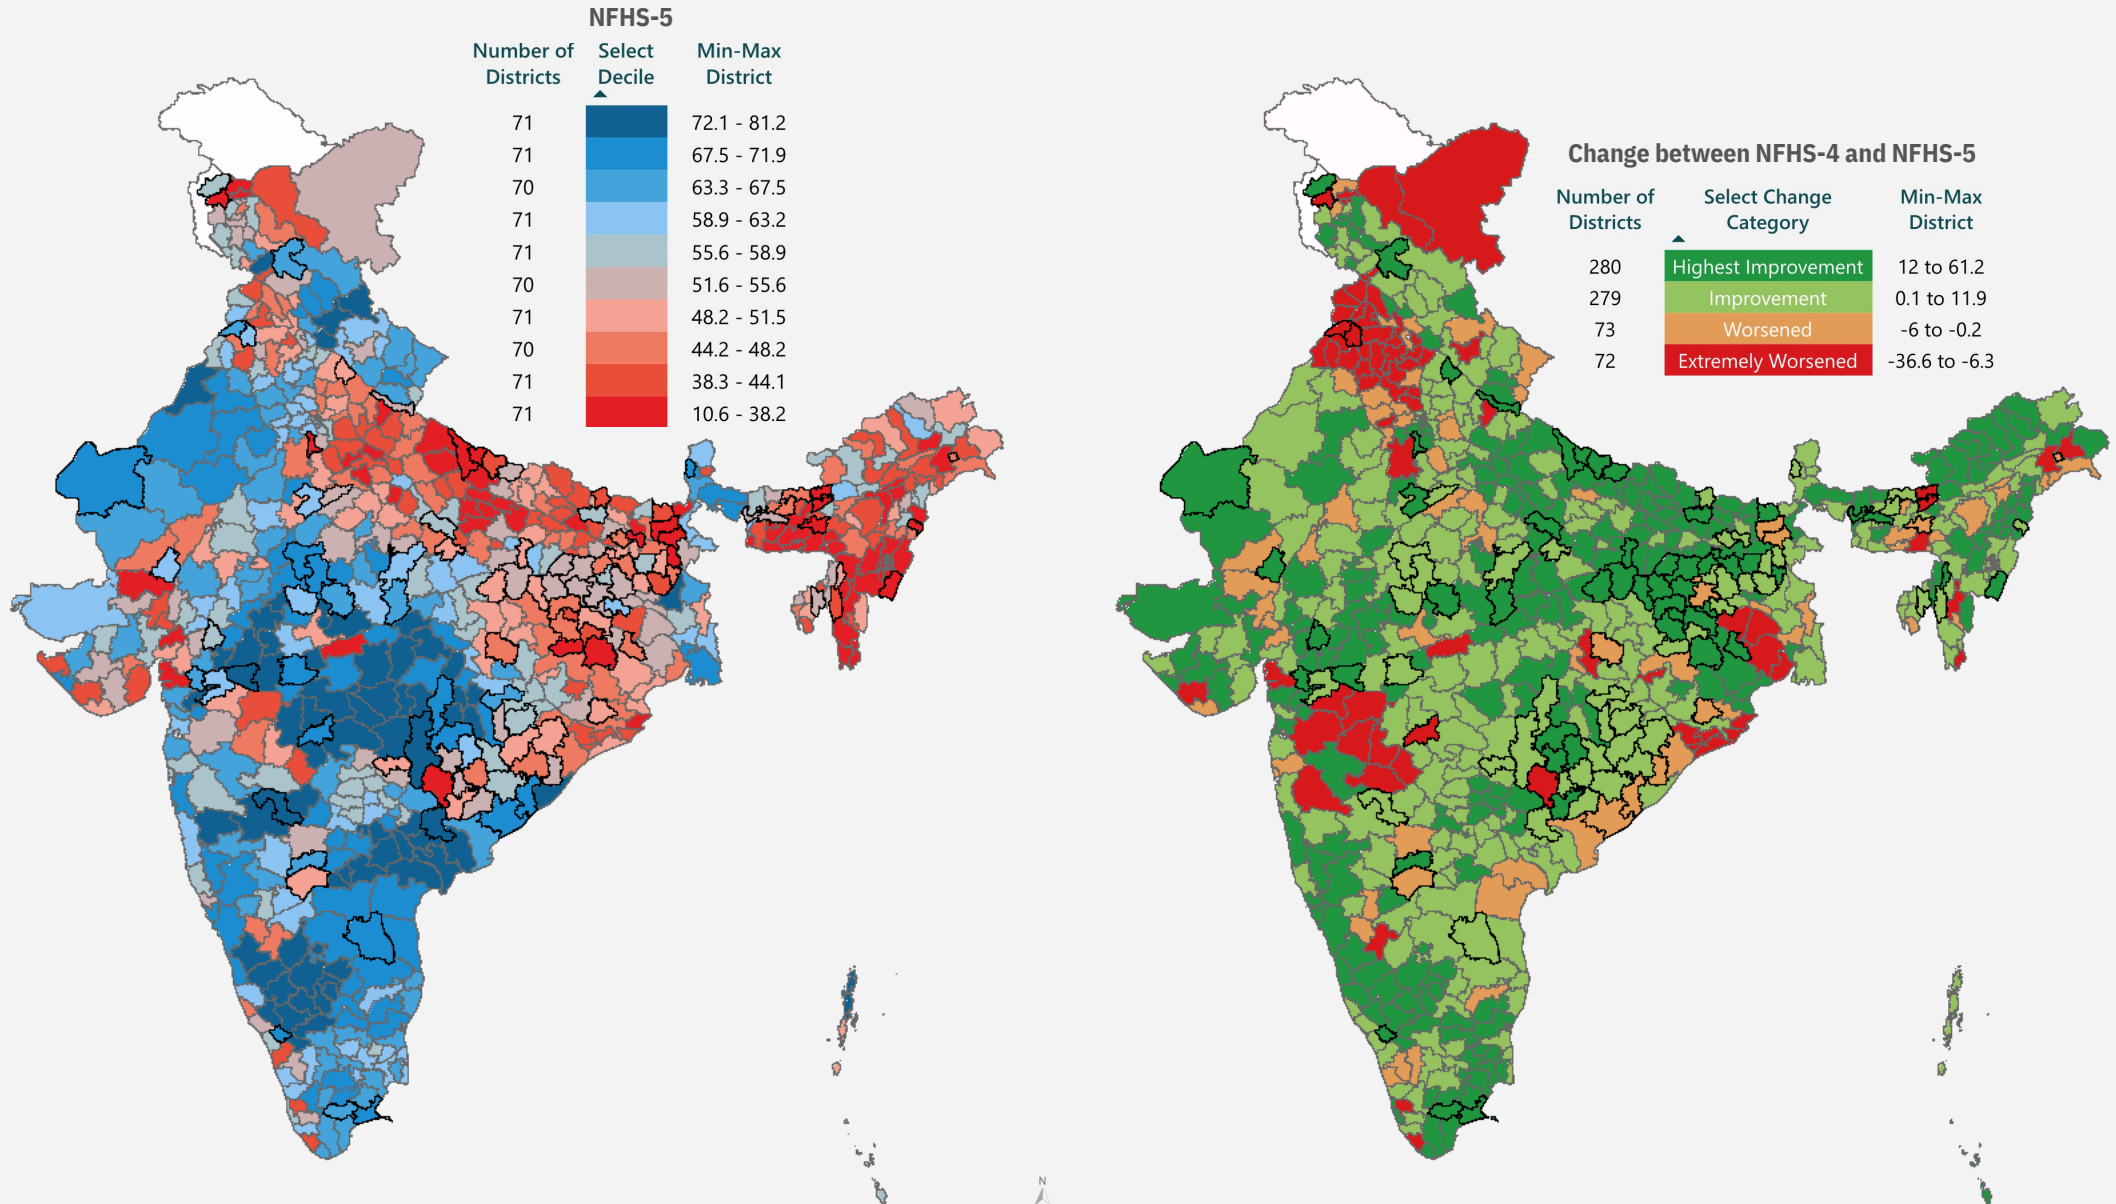 NFHS-5
Number of Districts Select Decile Min-Max District
71 72.1 - 81.2
71 67.5 - 71.9
70 63.3 - 67.5
71 58.9 - 63.2
71 55.6 - 58.9
70 51.6 - 55.6
71 48.2 - 51.5
70 44.2 - 48.2
71 38.3 - 44.1
71 10.6 - 38.2
Change between NFHS-4 and NFHS-5
Number of Districts Select Change Category Min-Max District
280 Highest Improvement 12 to 61.2
279 Improvement 0.1 to 11.9
73 Worsened -6 to -0.2
72 Extremely Worsened -36.6 to -6.3
N